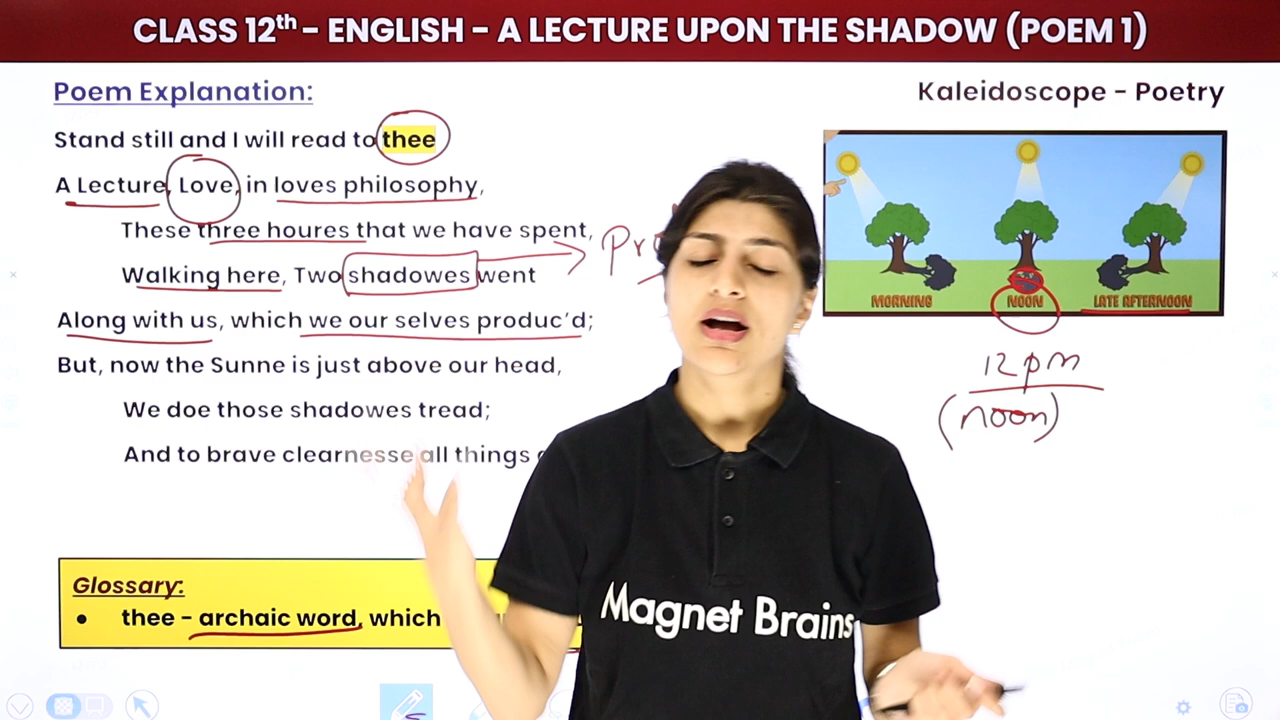 CLASS 12th – ENGLISH – A LECTURE UPON THE SHADOW (POEM 1)
Poem Explanation:
Kaleidoscope - Poetry
Stand still and I will read to thee
A Lecture, Love, in loves philosophy,
These three houres that we have spent,
Walking here, Two shadowes went
Along with us, which we our selves produc'd;
But, now the Sunne is just above our head,
We doe those shadowes tread;
And to brave clearnesse all things
MORNING
NOON
LATE AFTERNOON
12 pm
(noon)
Glossary:
• thee – archaic word, which
Magnet Brains